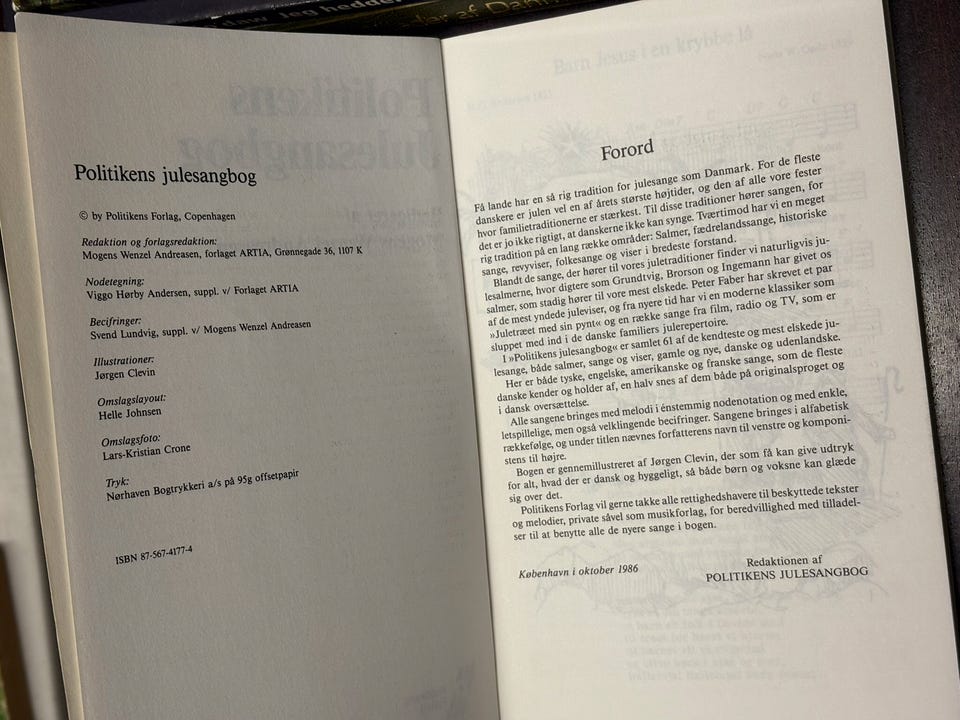 daw Jeg hedder
Politikens julesangbog
© by Politikens Forlag, Copenhagen
Redaktion og forlagsredaktion:
Mogens Wenzel Andreasen, forlaget ARTIA, Grønnegade 36, 1107 K
Nodetegning:
Viggo Hørby Andersen, suppl. v/ Forlaget ARTIA
Becifringer:
Svend Lundvig, suppl. v/ Mogens Wenzel Andreasen
Illustrationer:
Jørgen Clevin
Omslagslayout:
Helle Johnsen
Omslagsfoto:
Lars-Kristian Crone
Tryk:
Nørhaven Bogtrykkeri a/s på 95g offsetpapir
ISBN 87-567-4177-4
Barn Jesus i en krybbe lå
Forord
Få lande har en så rig tradition for julesange som Danmark. For de fleste
danskere er julen vel en af årets største højtider, og den af alle vore fester
hvor familietraditionerne er stærkest. Til disse traditioner hører sangen, for
det er jo ikke rigtigt, at danskerne ikke kan synge. Tværtimod har vi en meget
rig tradition på en lang række områder: Salmer, fædrelandssange, historiske
sange, revyviser, folkesange og viser i bredeste forstand.
Blandt de sange, der hører til vores juletraditioner finder vi naturligvis ju-
lesalmerne, hvor digtere som Grundtvig, Brorson og Ingemann har givet os
salmer, som stadig hører til vore mest elskede. Peter Faber har skrevet et par
af de mest yndede juleviser, og fra nyere tid har vi en moderne klassiker som
»Juletræet med sin pynt« og en række sange fra film, radio og TV, som er
sluppet med ind i de danske familiers julerepertoire.
I »Politikens julesangbog« er samlet 61 af de kendteste og mest elskede ju-
lesange, både salmer, sange og viser, gamle og nye, danske og udenlandske.
Her er både tyske, engelske, amerikanske og franske sange, som de fleste
danske kender og holder af, en halv snes af dem både på originalsproget og
i dansk oversættelse.
Alle sangene bringes med melodi i énstemmig nodenotation og med enkle,
letspillelige, men også velklingende becifringer. Sangene bringes i alfabetisk
rækkefølge, og under titlen nævnes forfatterens navn til venstre og komponi-
stens til højre.
Bogen er gennemillustreret af Jørgen Clevin, der som få kan give udtryk
for alt, hvad der er dansk og hyggeligt, så både børn og voksne kan glæde
sig over det.
Politikens Forlag vil gerne takke alle rettighedshavere til beskyttede tekster
og melodier, private såvel som musikforlag, for beredvillighed med tilladel-
ser til at benytte alle de nyere sange i bogen.
København i oktober 1986
Redaktionen af
POLITIKENS JULESANGBOG